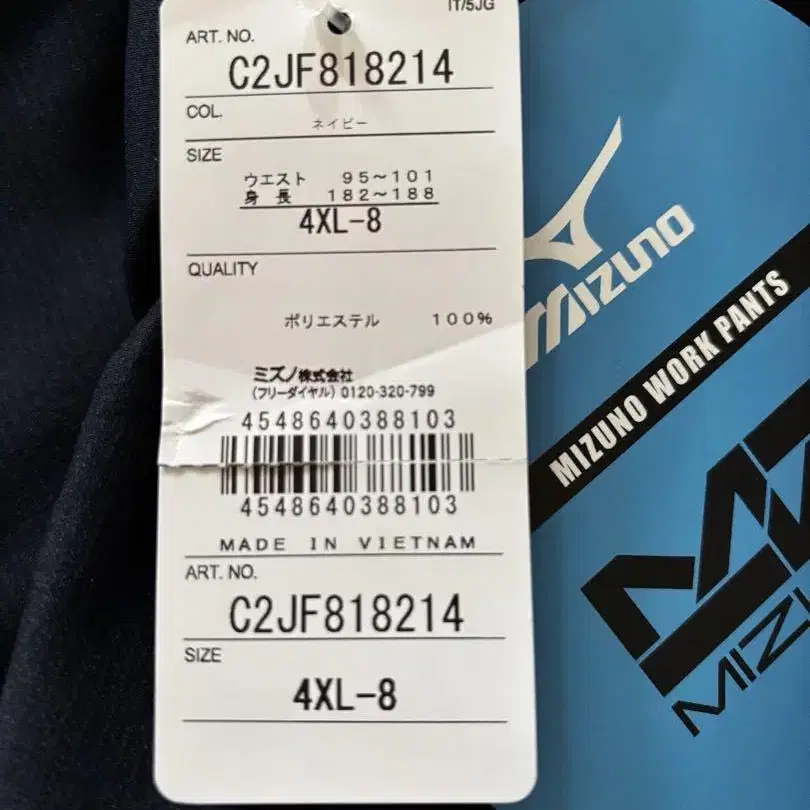 IT/5JG
ART. NO.
C2JF818214
COL.
ネイビー
SIZE
ウエスト 95～101
身長 182～188
4XL-8
QUALITY
ポリエステル 100%
ミズノ株式会社
(フリーダイヤル) 0120-320-799
4548640388103
4548640388103
MADE IN VIETNAM
ART. NO.
C2JF818214
SIZE
4XL-8
MIZUNO
MIZUNO WORK PANTS